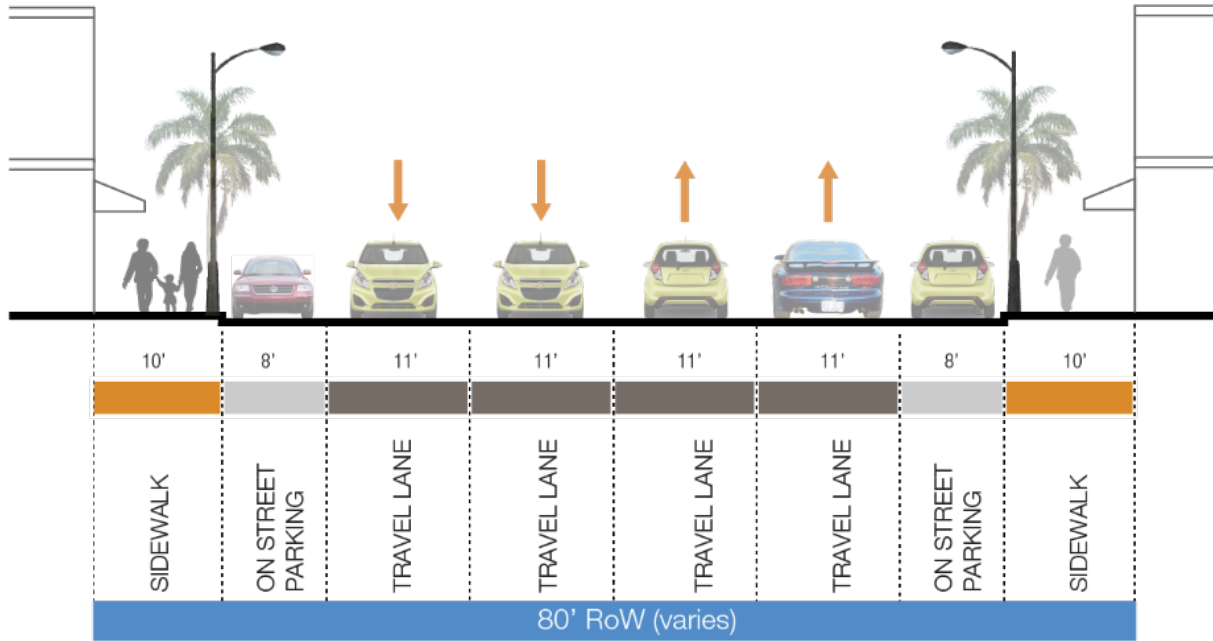 10’
8’
11’
11’
11’
11’
8’
10’
SIDEWALK
ON STREET
PARKING
TRAVEL LANE
TRAVEL LANE
TRAVEL LANE
TRAVEL LANE
ON STREET
PARKING
SIDEWALK
80’ RoW (varies)